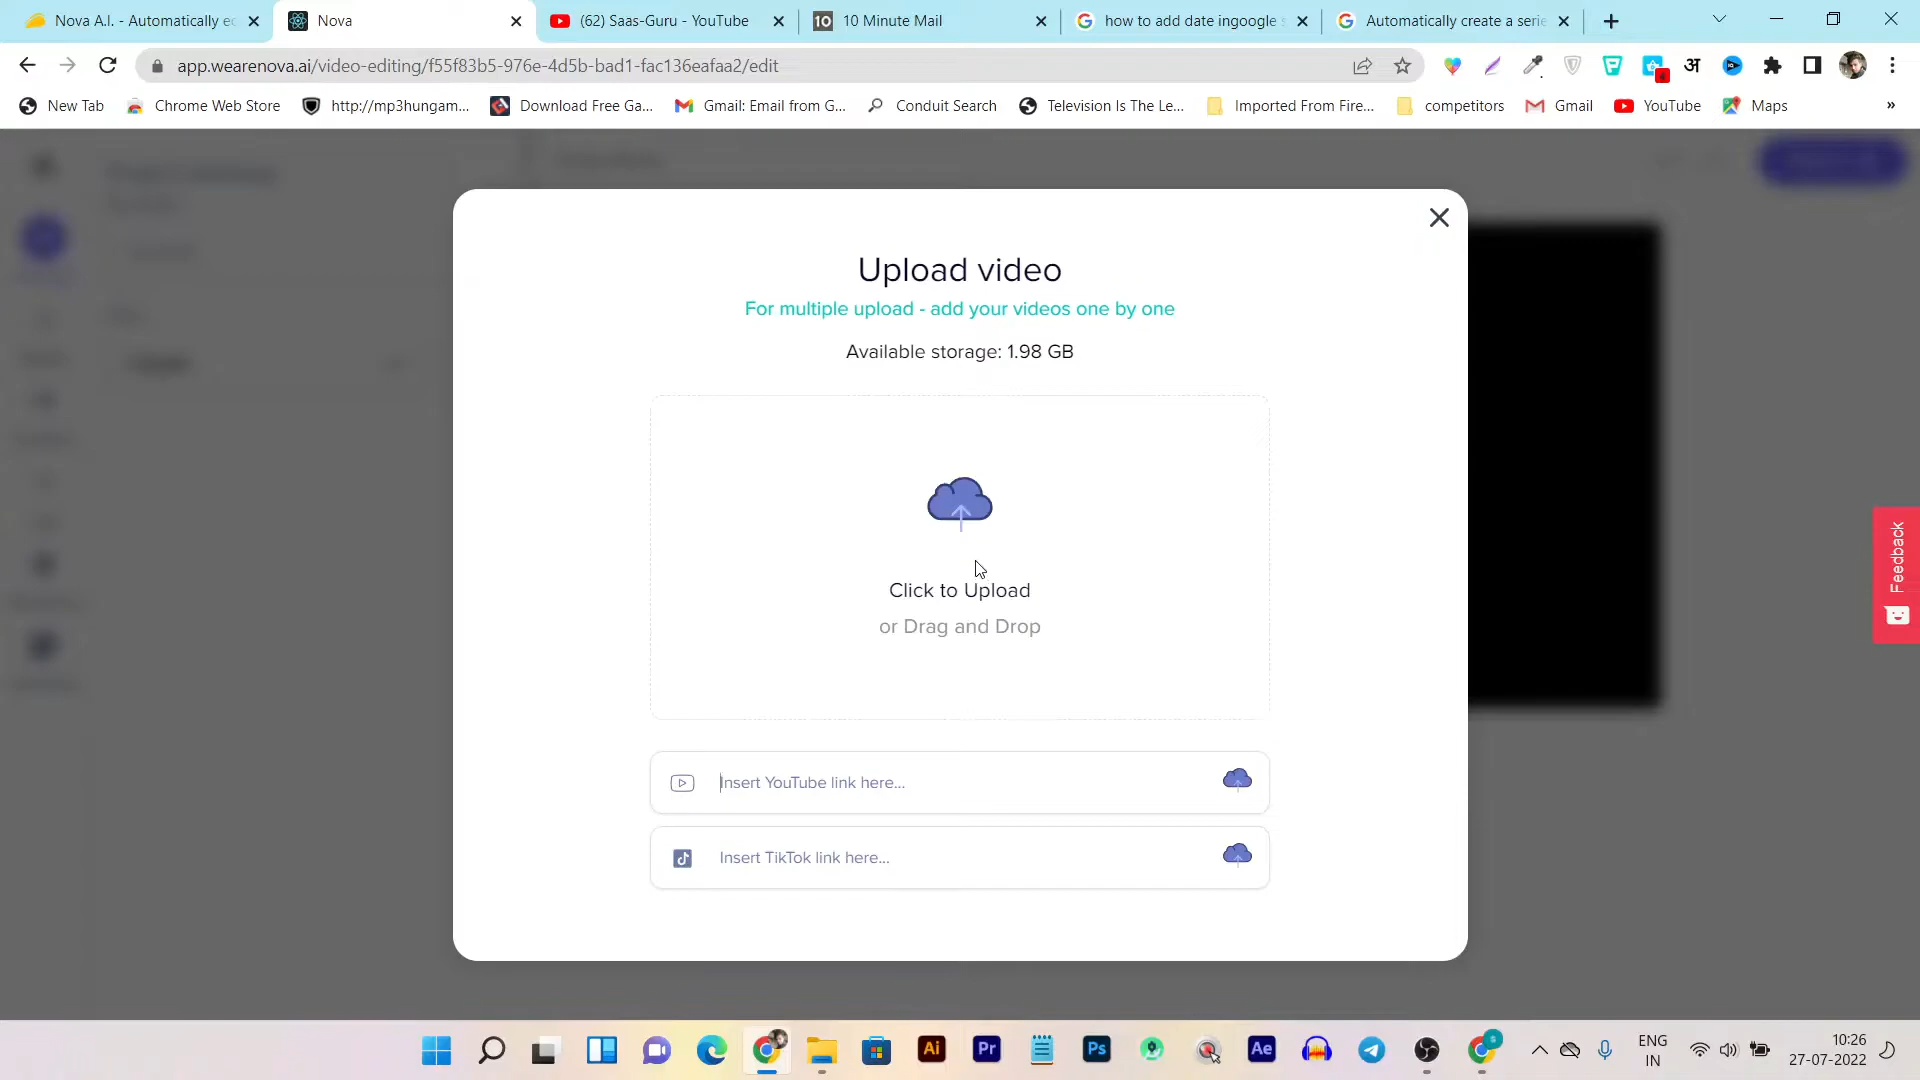 Nova A.I. - Automatically ec
Nova
(62) Saas-Guru - YouTube
10 Minute Mail
how to add date ingoogle s
Automatically create a serie
app.wearenova.ai/video-editing/f55f83b5-976e-4d5b-bad1-fac136eafaa2/edit
New Tab
Chrome Web Store
http://mp3hungam...
Download Free Ga...
Gmail: Email from G...
Conduit Search
Television Is The Le...
Imported From Fire...
competitors
Gmail
YouTube
Maps
Upload video
For multiple upload - add your videos one by one
Available storage: 1.98 GB
Click to Upload
or Drag and Drop
Insert YouTube link here...
Insert TikTok link here...
Feedback
ENG
IN
10:26
27-07-2022